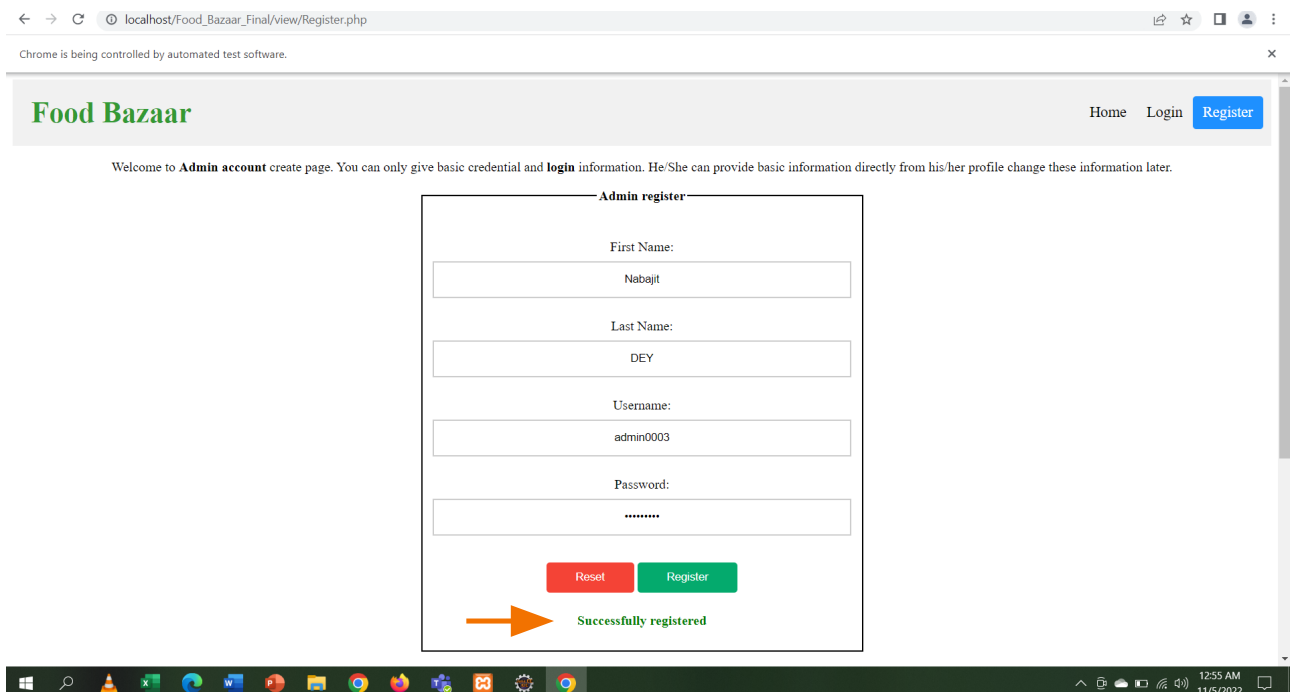 localhost/Food_Bazaar_Final/view/Register.php
Chrome is being controlled by automated test software.
Food Bazaar
Home Login Register
Welcome to Admin account create page. You can only give basic credential and login information. He/She can provide basic information directly from his/her profile change these information later.
Admin register
First Name:
Nabajit
Last Name:
DEY
Username:
admin0003
Password:
•••••••••
Reset Register
Successfully registered
12:55 AM
11/5/2022